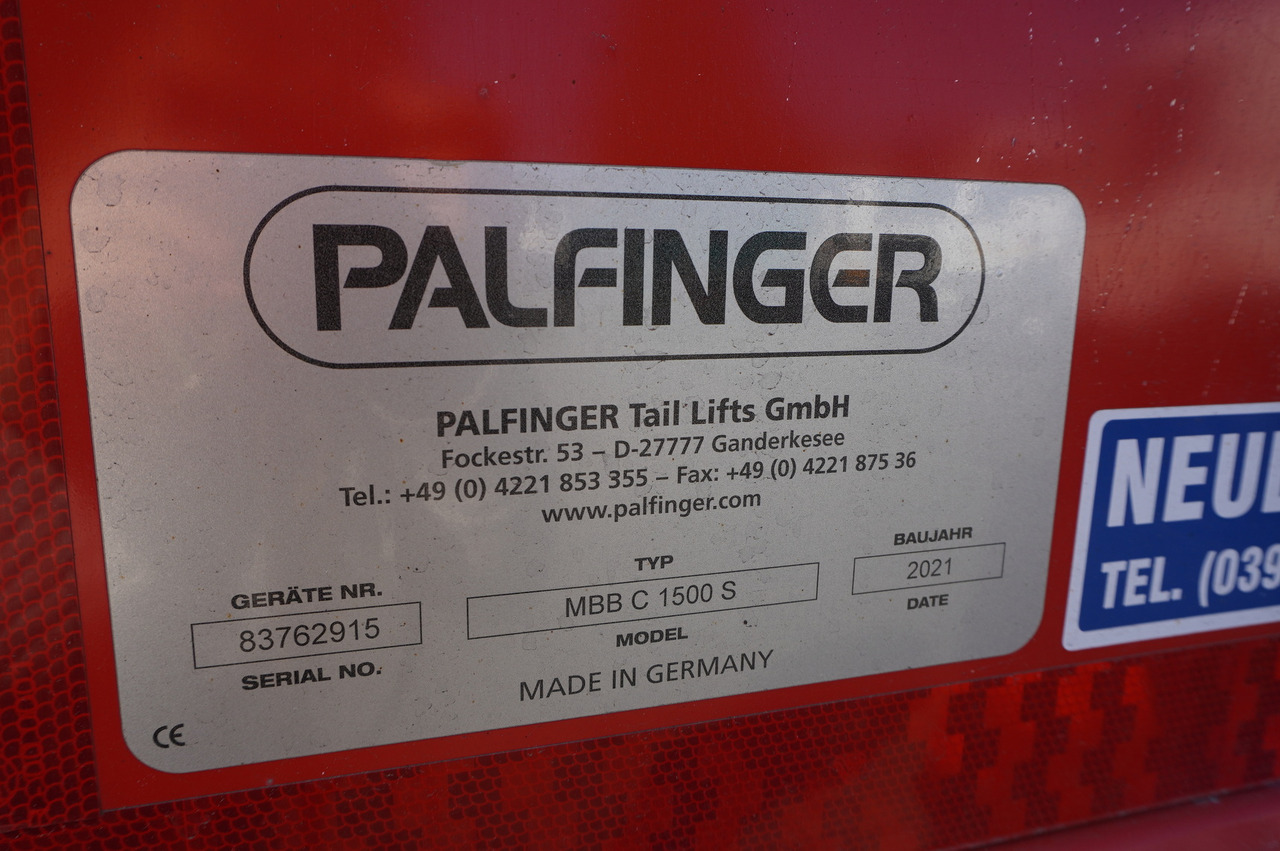 PALFINGER
PALFINGER Tail Lifts GmbH
Fockestr. 53 – D-27777 Ganderkesee
Tel.: +49 (0) 4221 853 355 – Fax: +49 (0) 4221 875 36
www.palfinger.com
GERÄTE NR.
83762915
SERIAL NO.
TYP
MBB C 1500 S
MODEL
BAUJAHR
2021
DATE
MADE IN GERMANY
CE
TEL. (039